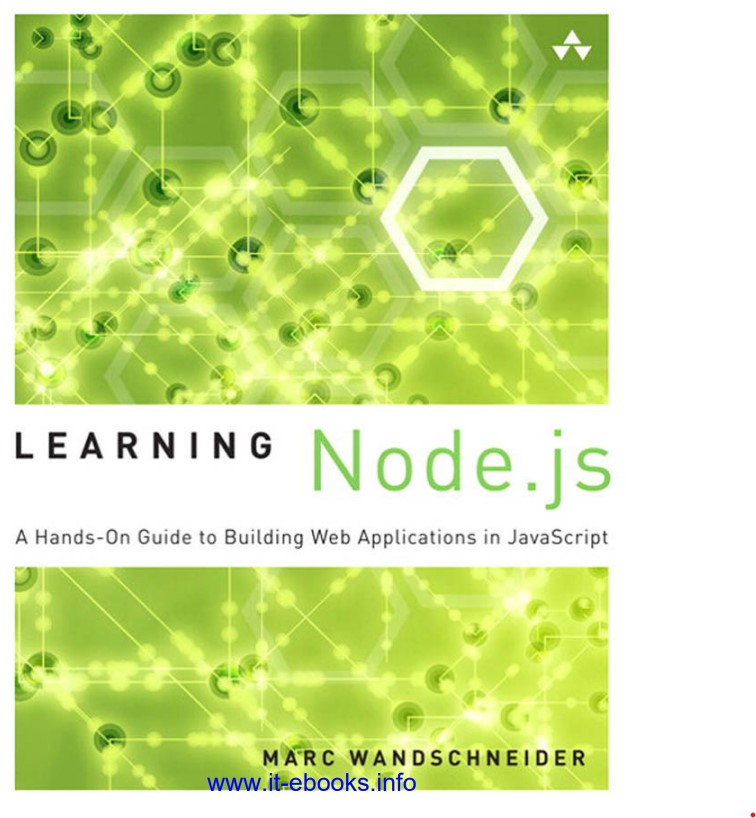 LEARNING Node.js
A Hands-On Guide to Building Web Applications in JavaScript
MARC WANDSCHNEIDER
www.it-ebooks.info